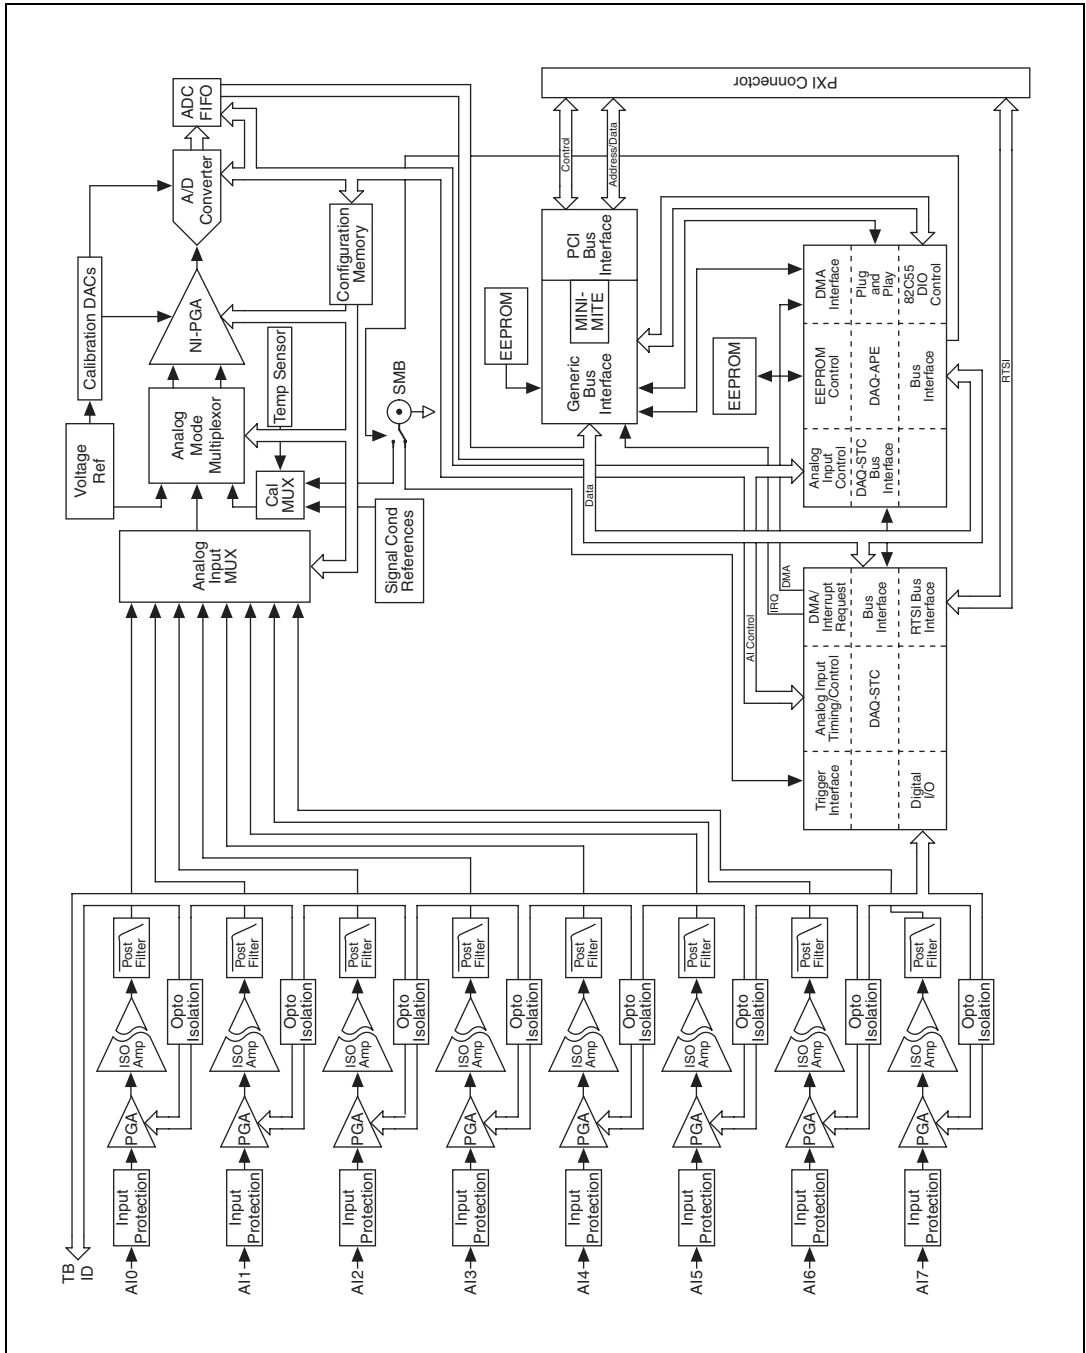 TB
ID
AI0
Input
Protection
PGA
ISO
Amp
Opto
Isolation
Post
Filter
AI1
Input
Protection
PGA
ISO
Amp
Opto
Isolation
Post
Filter
AI2
Input
Protection
PGA
ISO
Amp
Opto
Isolation
Post
Filter
AI3
Input
Protection
PGA
ISO
Amp
Opto
Isolation
Post
Filter
AI4
Input
Protection
PGA
ISO
Amp
Opto
Isolation
Post
Filter
AI5
Input
Protection
PGA
ISO
Amp
Opto
Isolation
Post
Filter
AI6
Input
Protection
PGA
ISO
Amp
Opto
Isolation
Post
Filter
AI7
Input
Protection
PGA
ISO
Amp
Opto
Isolation
Post
Filter
Analog
Input
MUX
Voltage
Ref
Calibration DACs
Analog
Mode
Multiplexor
NI-PGA
A/D
Converter
ADC
FIFO
Cal
MUX
Temp Sensor
Configuration
Memory
Signal Cond
References
SMB
EEPROM
Generic
Bus
Interface
MINI-
MITE
PCI
Bus
Interface
Control
Address/Data
PXI Connector
Data
AI Control
IRQ
DMA
EEPROM
RTSI
Trigger
Interface
Analog Input
Timing/Control
DMA/
Interrupt
Request
DAQ-STC
Bus
Interface
Digital
I/O
RTSI Bus
Interface
Analog
Input
Control
EEPROM
Control
DMA
Interface
DAQ-STC
Bus
Interface
DAQ-APE
Plug
and
Play
Bus
Interface
82C55
DIO
Control